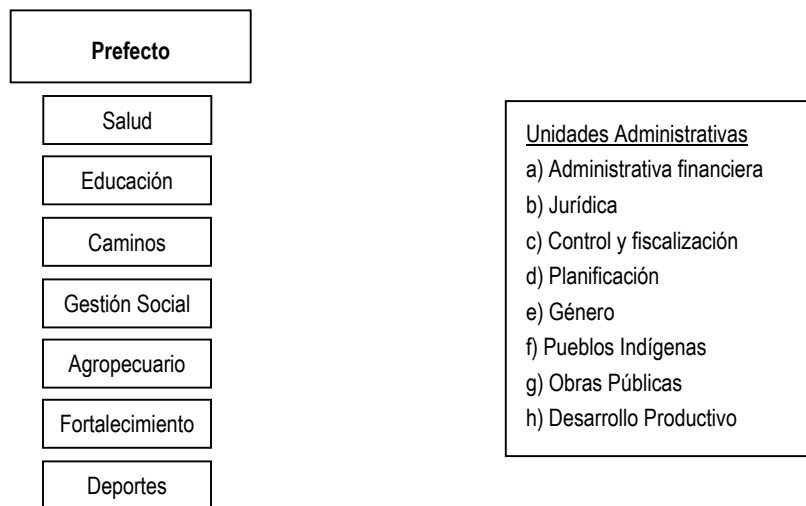 Prefecto
Salud
Educación
Caminos
Gestión Social
Agropecuario
Fortalecimiento
Deportes
Unidades Administrativas
a) Administrativa financiera
b) Jurídica
c) Control y fiscalización
d) Planificación
e) Género
f) Pueblos Indígenas
g) Obras Públicas
h) Desarrollo Productivo